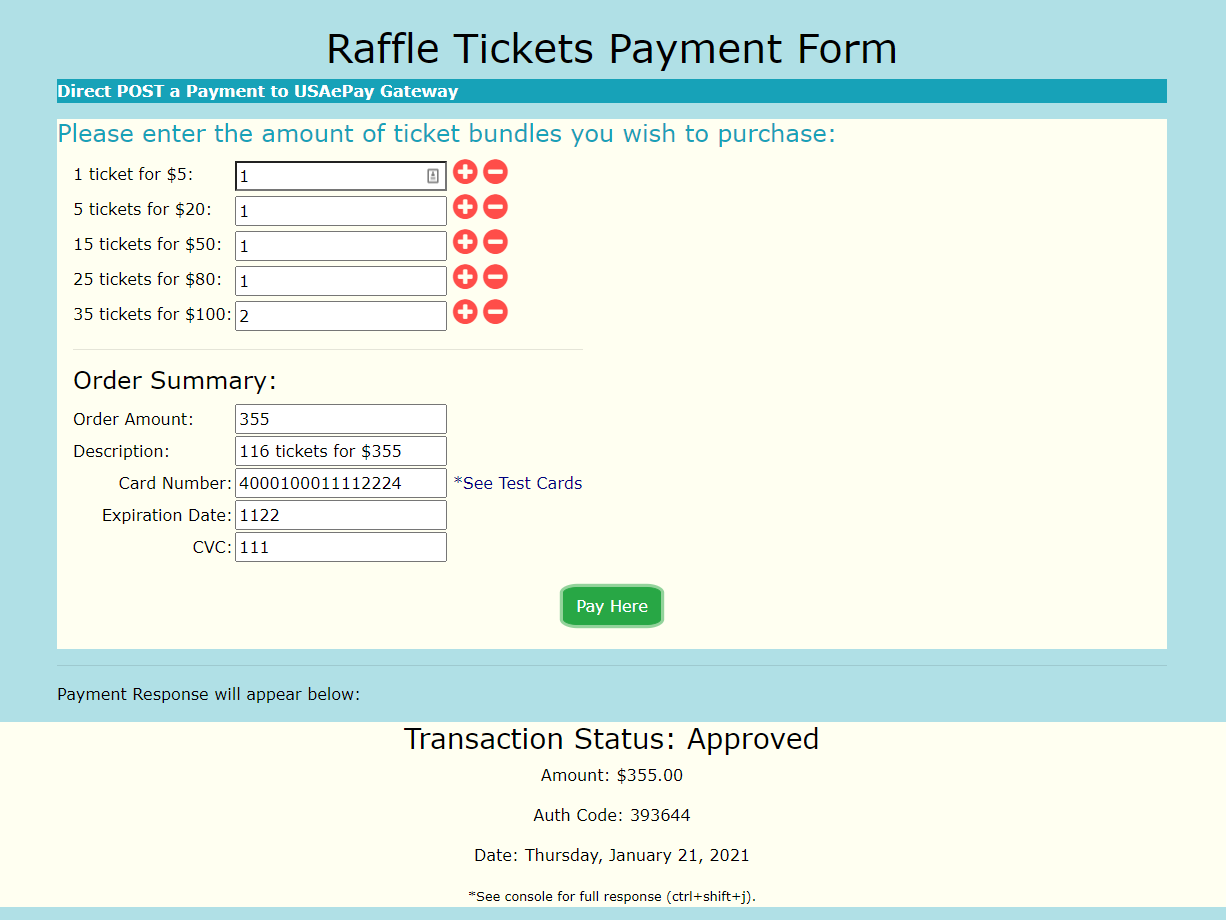 Raffle Tickets Payment Form
Direct POST a Payment to USAePay Gateway
Please enter the amount of ticket bundles you wish to purchase:
1 ticket for $5: 1
5 tickets for $20: 1
15 tickets for $50: 1
25 tickets for $80: 1
35 tickets for $100: 2
Order Summary:
Order Amount: 355
Description: 116 tickets for $355
Card Number: 4000100011112224 *See Test Cards
Expiration Date: 1122
CVC: 111
Pay Here
Payment Response will appear below:
Transaction Status: Approved
Amount: $355.00
Auth Code: 393644
Date: Thursday, January 21, 2021
*See console for full response (ctrl+shift+j).